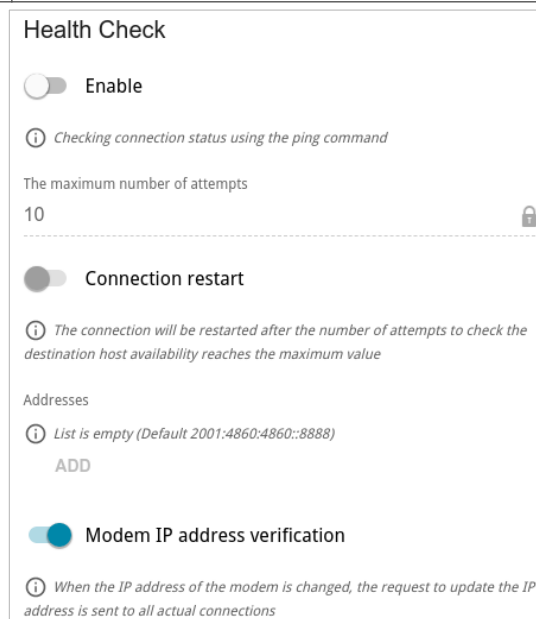 Health Check
Enable
Checking connection status using the ping command
The maximum number of attempts
10
Connection restart
The connection will be restarted after the number of attempts to check the
destination host availability reaches the maximum value
Addresses
List is empty (Default 2001:4860:4860::8888)
ADD
Modem IP address verification
When the IP address of the modem is changed, the request to update the IP
address is sent to all actual connections